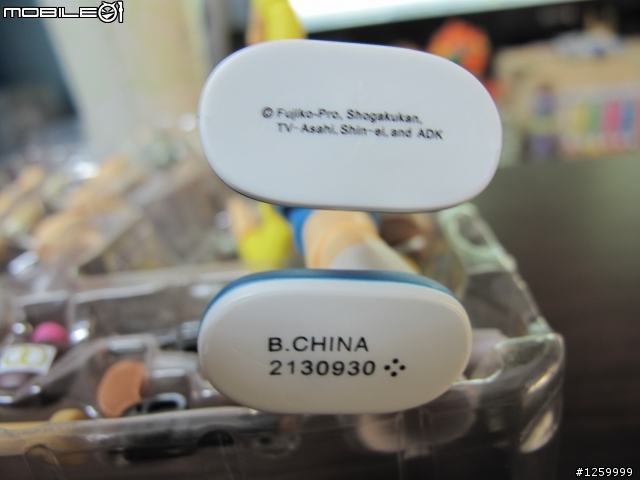 MOBILE01
© Fujiko-Pro, Shogakukan,
TV-Asahi, Shin-ei, and ADK
B.CHINA
2130930
#1259999